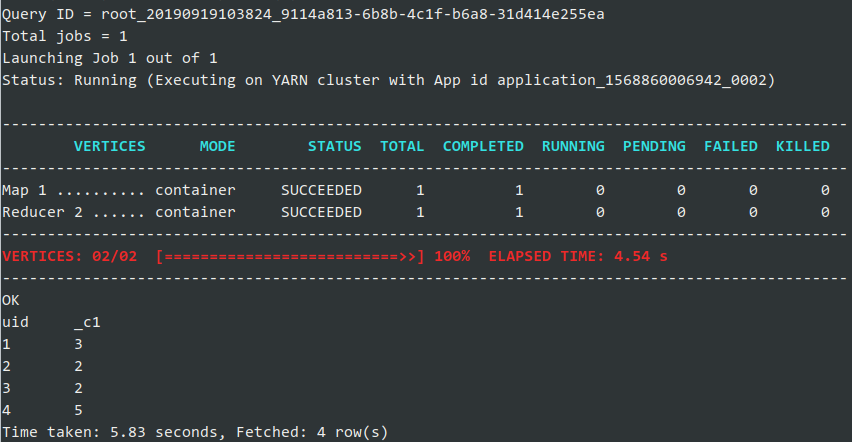 Query ID = root_20190919103824_9114a813-6b8b-4c1f-b6a8-31d414e255ea
Total jobs = 1
Launching Job 1 out of 1
Status: Running (Executing on YARN cluster with App id application_1568860006942_0002)
----------------------------------------------------------------------------------------------
        VERTICES      MODE        STATUS  TOTAL  COMPLETED  RUNNING  PENDING  FAILED  KILLED
----------------------------------------------------------------------------------------------
Map 1 .......... container     SUCCEEDED      1          1        0        0       0       0
Reducer 2 ...... container     SUCCEEDED      1          1        0        0       0       0
----------------------------------------------------------------------------------------------
VERTICES: 02/02  [==========================>>] 100%  ELAPSED TIME: 4.54 s
----------------------------------------------------------------------------------------------
OK
uid     _c1
1       3
2       2
3       2
4       5
Time taken: 5.83 seconds, Fetched: 4 row(s)